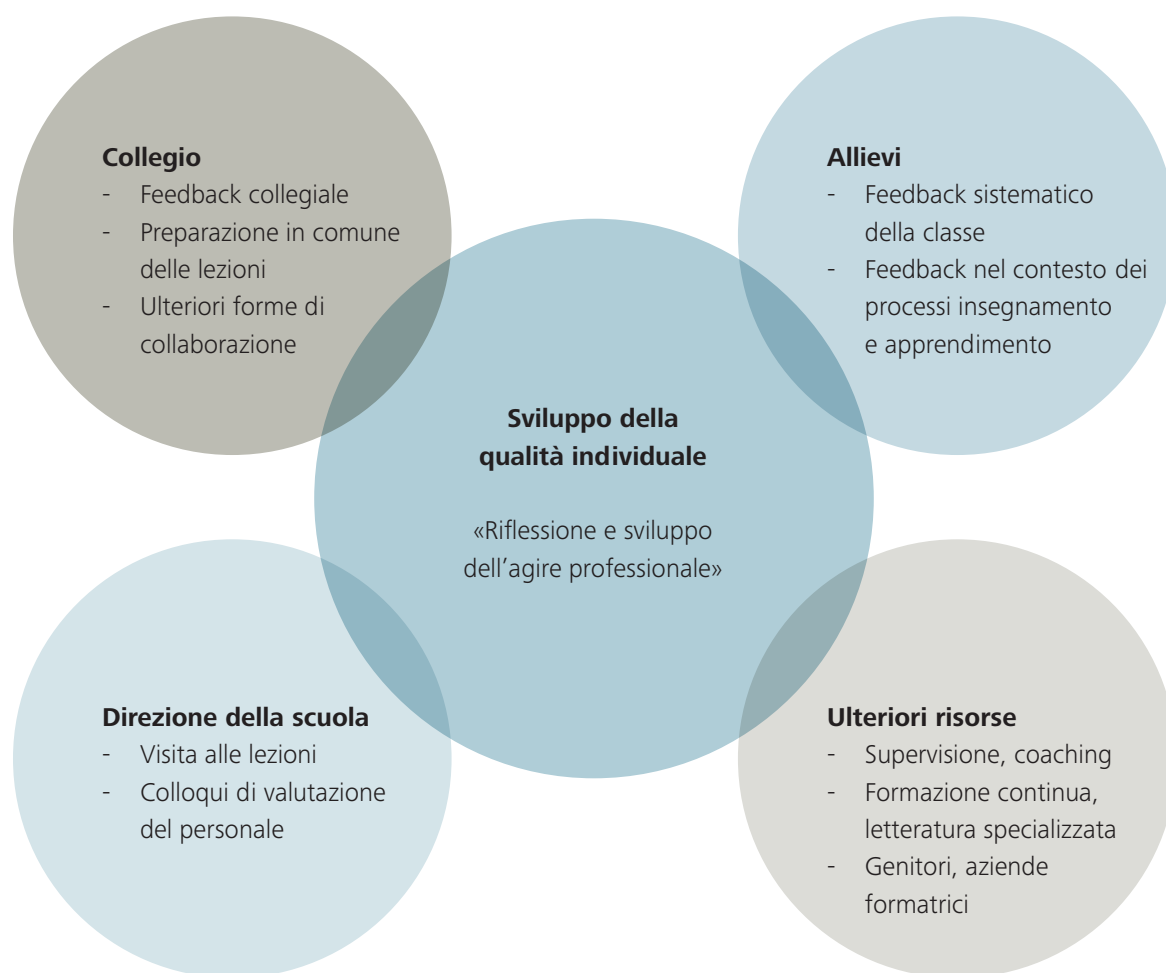 Collegio
- Feedback collegiale
- Preparazione in comune
delle lezioni
- Ulteriori forme di
collaborazione
Allievi
- Feedback sistematico
della classe
- Feedback nel contesto dei
processi insegnamento
e apprendimento
Sviluppo della
qualità individuale
«Riflessione e sviluppo
dell’agire professionale»
Direzione della scuola
- Visita alle lezioni
- Colloqui di valutazione
del personale
Ulteriori risorse
- Supervisione, coaching
- Formazione continua,
letteratura specializzata
- Genitori, aziende
formatrici